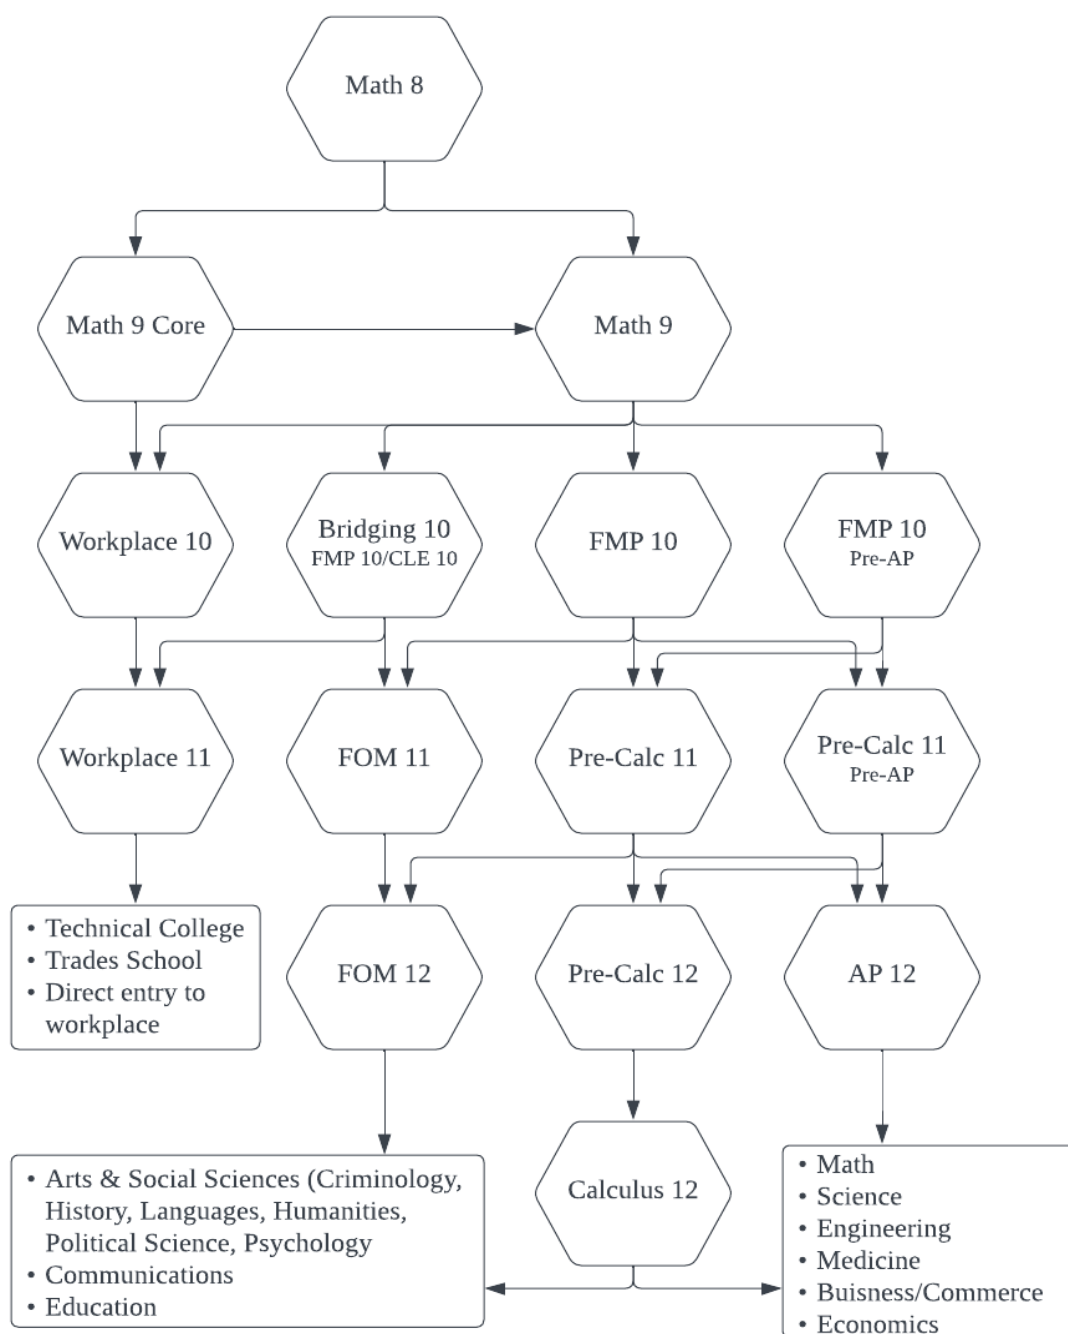 Math 8
Math 9 Core
Math 9
Workplace 10
Bridging 10
FMP 10/CLE 10
FMP 10
FMP 10
Pre-AP
Workplace 11
FOM 11
Pre-Calc 11
Pre-Calc 11
Pre-AP
• Technical College
• Trades School
• Direct entry to
workplace
FOM 12
Pre-Calc 12
AP 12
• Arts & Social Sciences (Criminology,
History, Languages, Humanities,
Political Science, Psychology
• Communications
• Education
Calculus 12
• Math
• Science
• Engineering
• Medicine
• Buisness/Commerce
• Economics